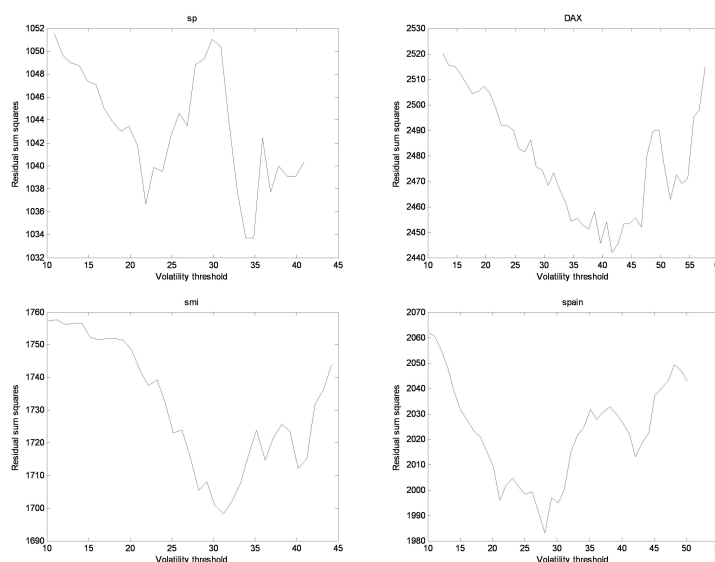 sp
1052
1050
1048
1046
1044
1042
1040
1038
1036
1034
1032
Residual sum squares
10 15 20 25 30 35 40 45
Volatility threshold
DAX
2530
2520
2510
2500
2490
2480
2470
2460
2450
2440
Residual sum squares
10 15 20 25 30 35 40 45 50 55
Volatility threshold
smi
1760
1750
1740
1730
1720
1710
1700
1690
Residual sum squares
10 15 20 25 30 35 40 45
Volatility threshold
spain
2070
2060
2050
2040
2030
2020
2010
2000
1990
1980
Residual sum squares
10 15 20 25 30 35 40 45 50
Volatility threshold